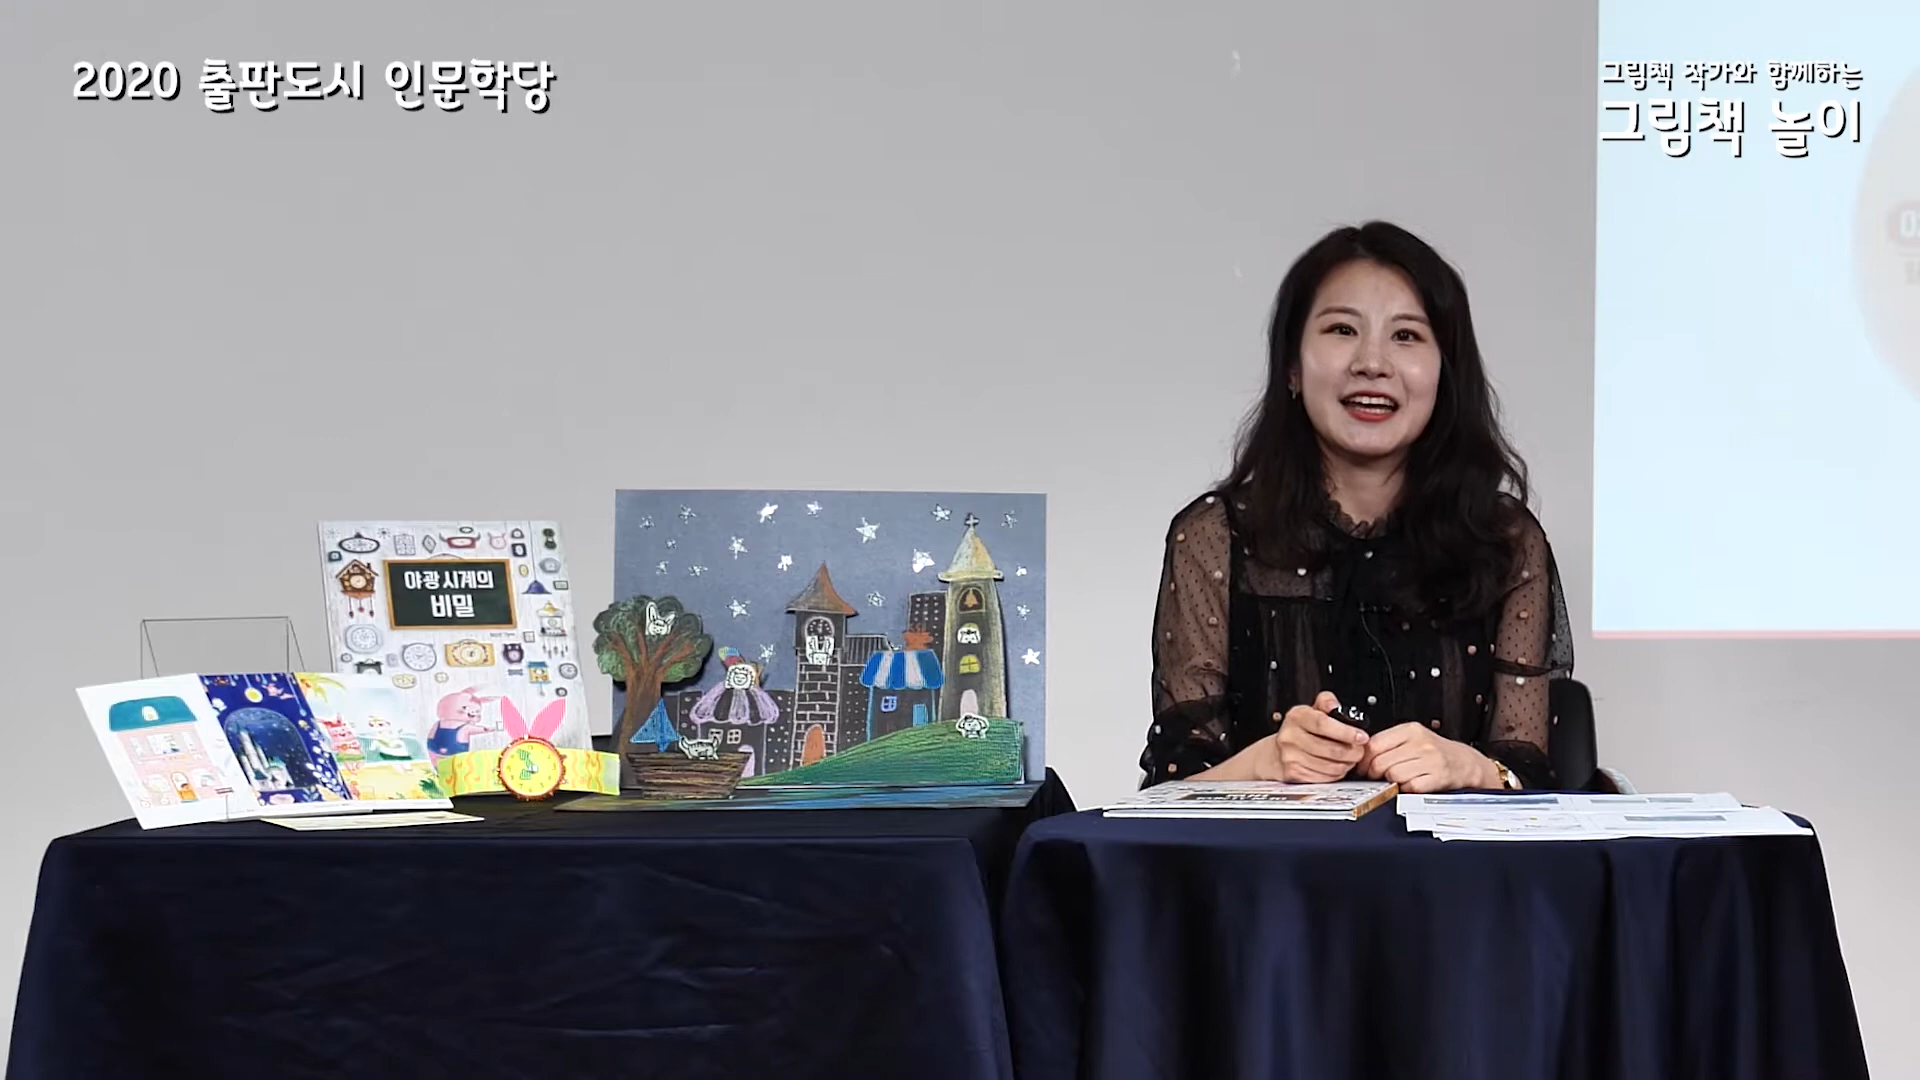 2020 출판도시 인문학당
그림책 작가와 함께하는
그림책 놀이
야광 시계의
비밀